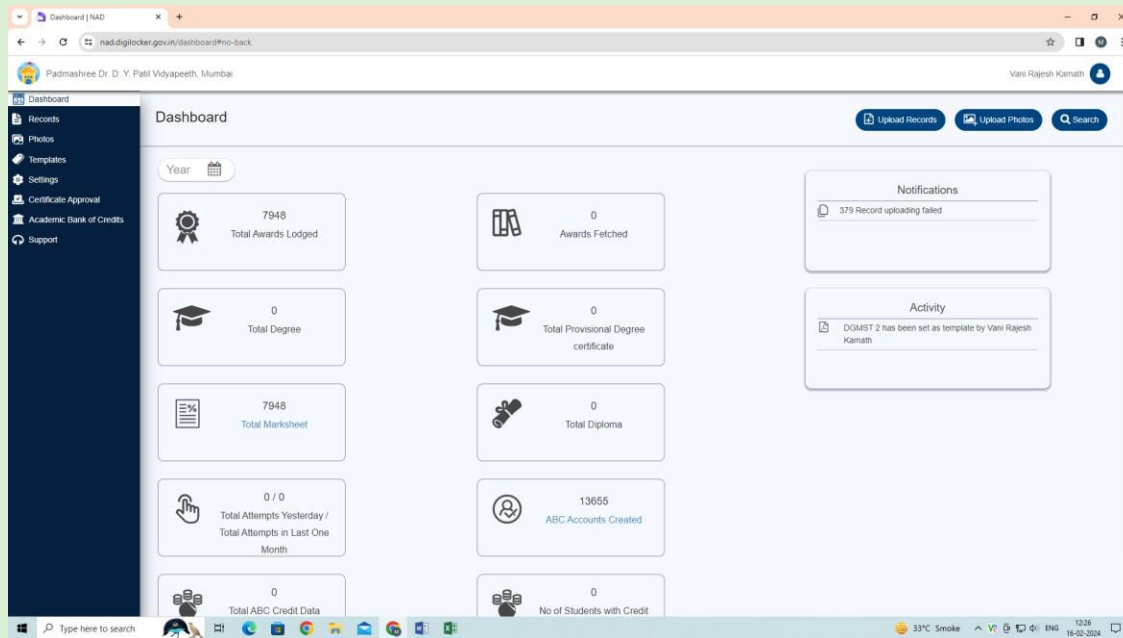 Dashboard | NAD
nad.digilocker.gov.in/dashboard#no-back
M
Padmashree Dr. D. Y. Patil Vidyapeeth, Mumbai
Vani Rajesh Kamath
Dashboard
Records
Photos
Templates
Settings
Certificate Approval
Academic Bank of Credits
Support
Dashboard
Upload Records
Upload Photos
Search
Year
7948
Total Awards Lodged
0
Awards Fetched
0
Total Degree
0
Total Provisional Degree
certificate
7948
Total Marksheet
0
Total Diploma
0 / 0
Total Attempts Yesterday /
Total Attempts in Last One
Month
13655
ABC Accounts Created
0
Total ABC Credit Data
0
No of Students with Credit
Notifications
379 Record uploading failed
Activity
DGMST 2 has been set as template by Vani Rajesh
Kamath
Type here to search
33°C Smoke
ENG
12:26
16-02-2024